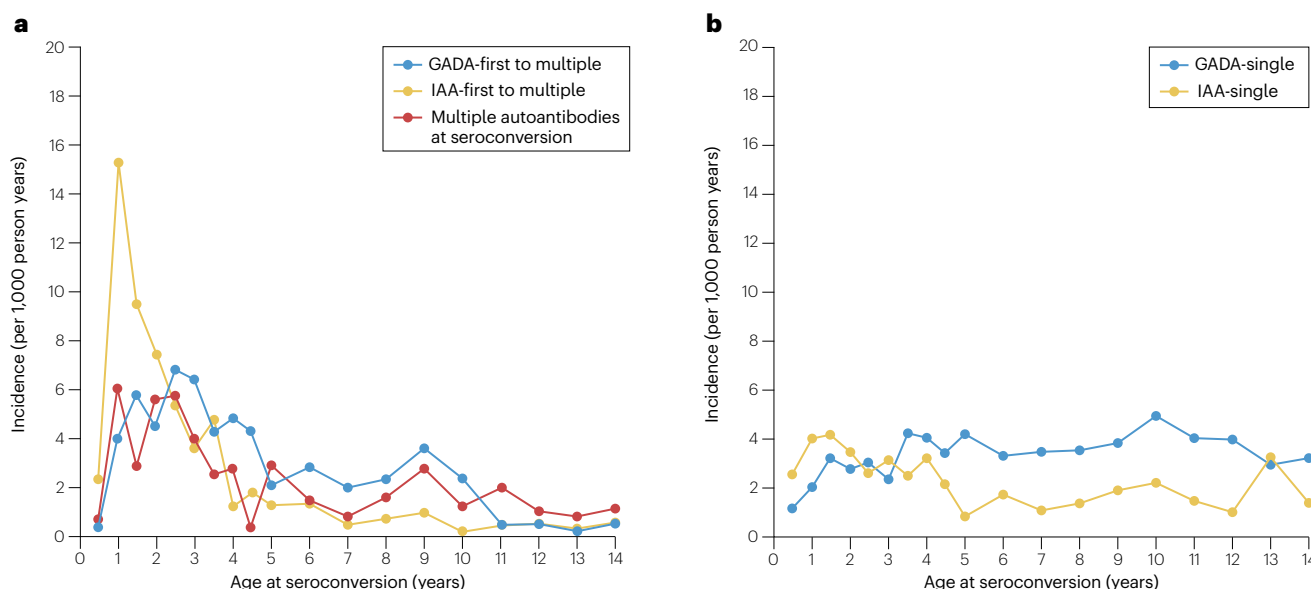 a
20
18
16
14
12
10
8
6
4
2
0
Incidence (per 1,000 person years)
GADA-first to multiple
IAA-first to multiple
Multiple autoantibodies
at seroconversion
0 1 2 3 4 5 6 7 8 9 10 11 12 13 14
Age at seroconversion (years)
b
20
18
16
14
12
10
8
6
4
2
0
Incidence (per 1,000 person years)
GADA-single
IAA-single
0 1 2 3 4 5 6 7 8 9 10 11 12 13 14
Age at seroconversion (years)